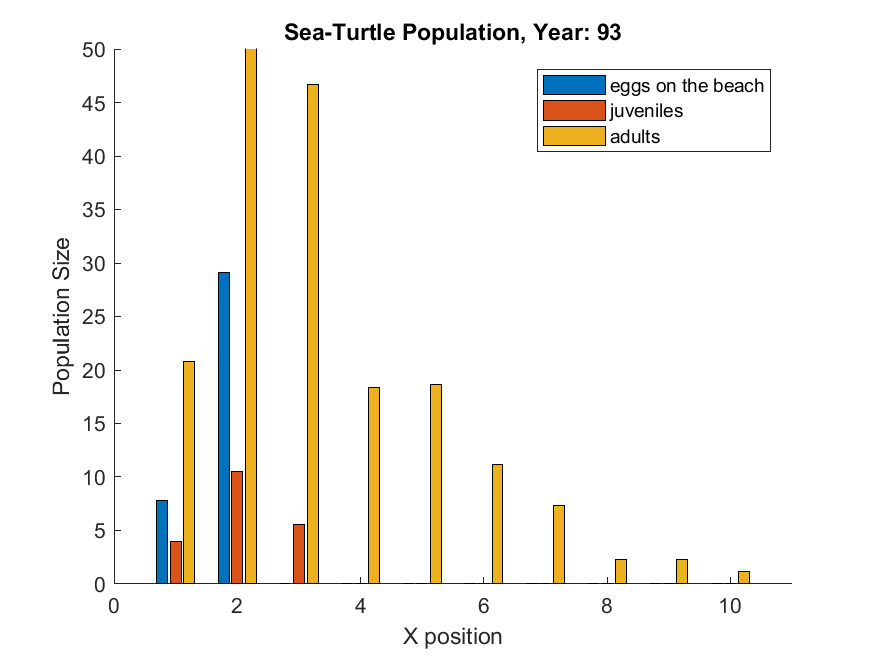 Sea-Turtle Population, Year: 93
50
45
40
35
30
25
20
15
10
5
0
Population Size
eggs on the beach
juveniles
adults
0 2 4 6 8 10
X position